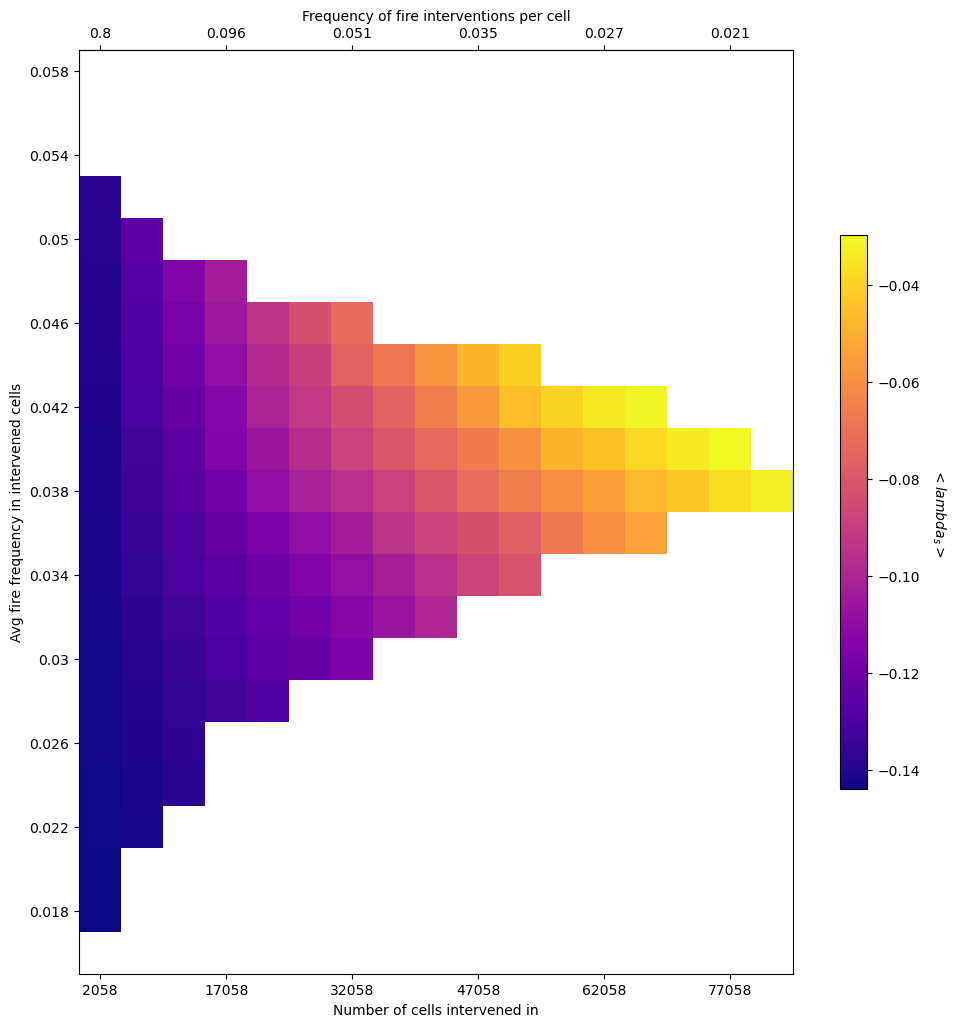 Frequency of fire interventions per cell
0.8 0.096 0.051 0.035 0.027 0.021
0.058
0.054
0.05
0.046
0.042
0.038
0.034
0.03
0.026
0.022
0.018
Avg fire frequency in intervened cells
2058 17058 32058 47058 62058 77058
Number of cells intervened in
−0.04
−0.06
−0.08
−0.10
−0.12
−0.14
< lambda_s >